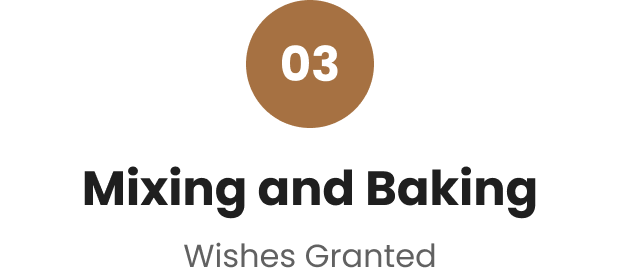 03
Mixing and Baking
Wishes Granted